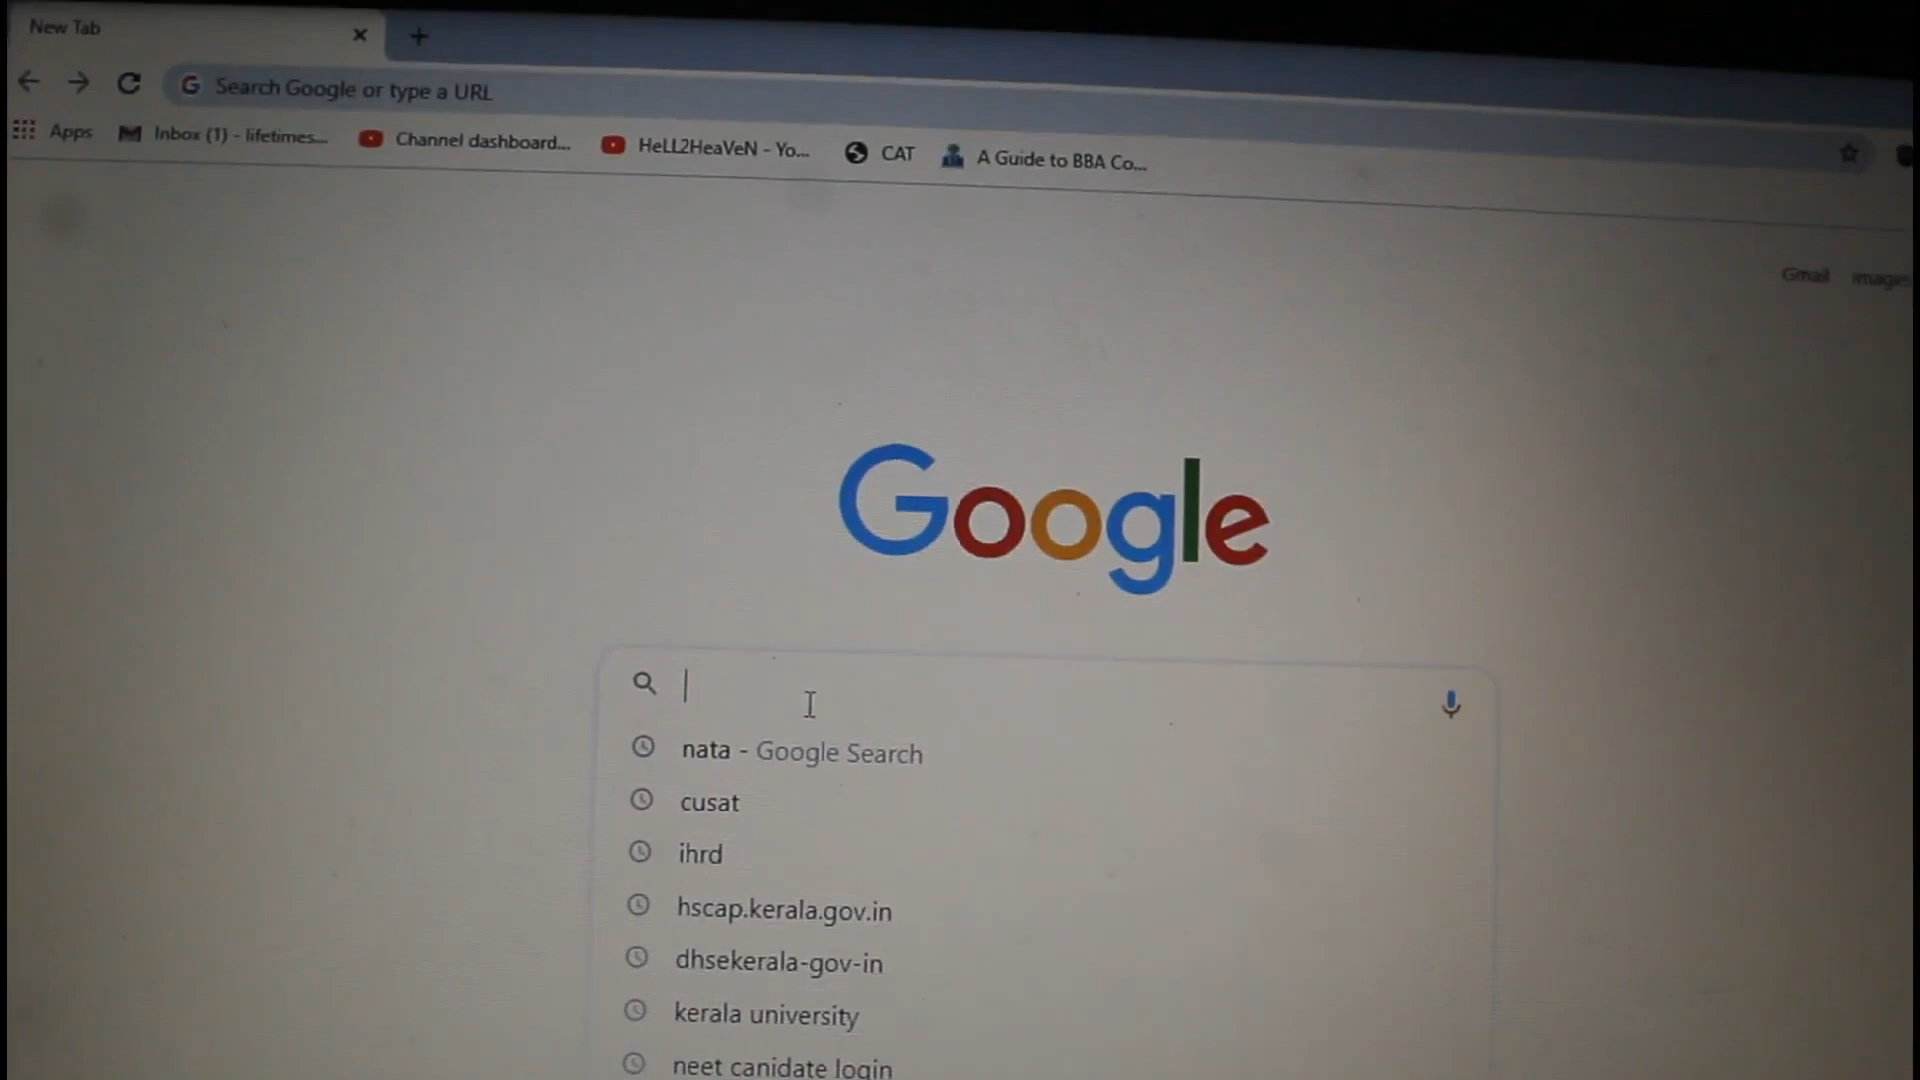 New Tab
Search Google or type a URL
Apps
Inbox (1) - lifetimes...
Channel dashboard...
HeLL2HeaVeN - Yo...
CAT
A Guide to BBA Co...
Gmail
Images
Google
nata - Google Search
cusat
ihrd
hscap.kerala.gov.in
dhsekerala-gov-in
kerala university
neet canidate login